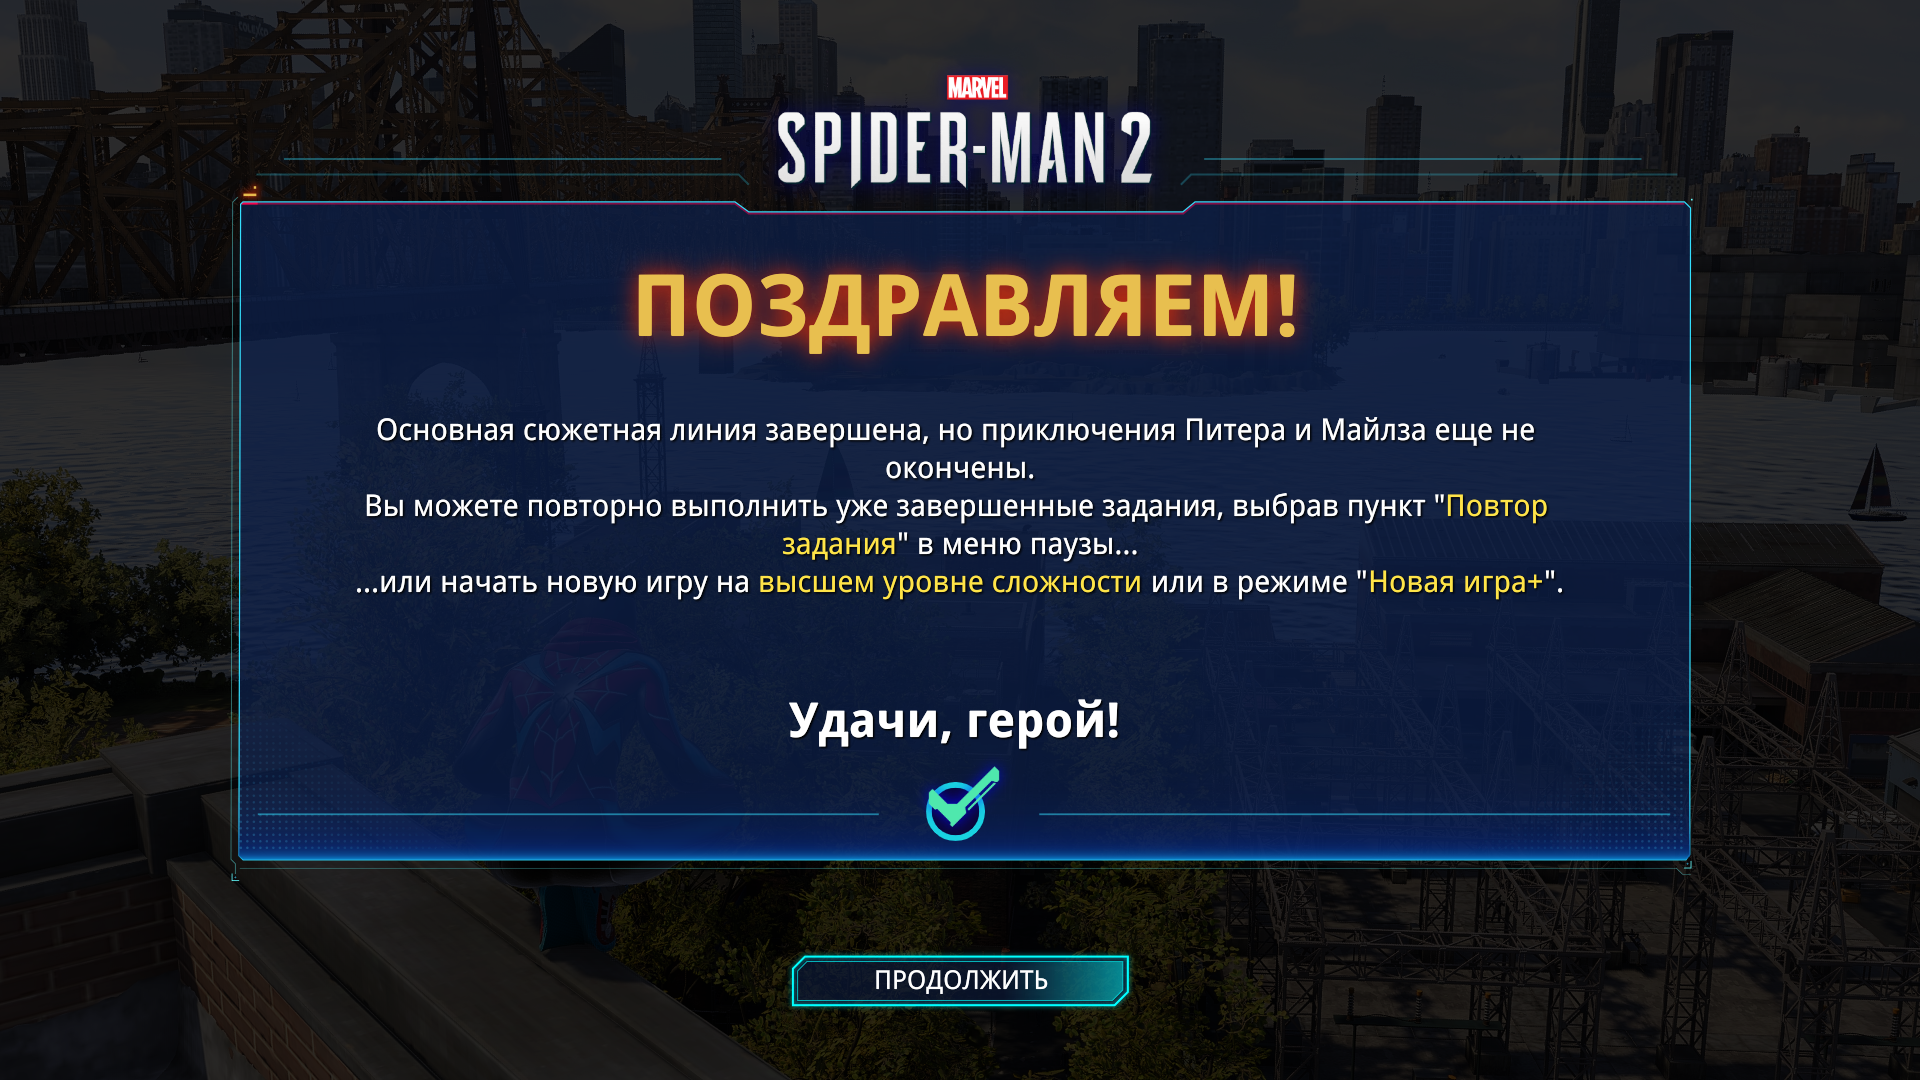 MARVEL
SPIDER-MAN 2
ПОЗДРАВЛЯЕМ!
Основная сюжетная линия завершена, но приключения Питера и Майлза еще не
окончены.
Вы можете повторно выполнить уже завершенные задания, выбрав пункт "Повтор
задания" в меню паузы...
...или начать новую игру на высшем уровне сложности или в режиме "Новая игра+".
Удачи, герой!
ПРОДОЛЖИТЬ